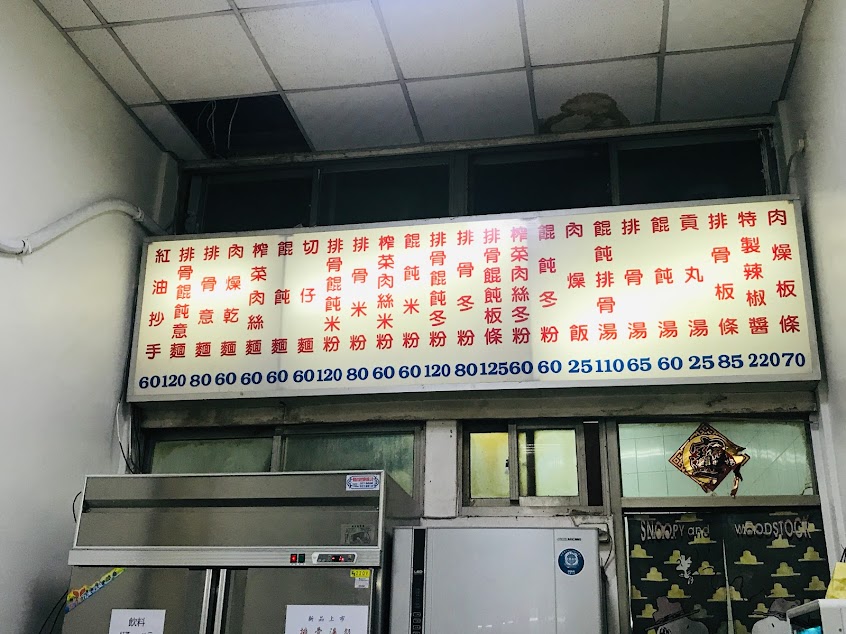 肉燥板條 70
特製辣椒醬 220
排骨板條 85
貢丸湯 25
餛飩湯 60
排骨湯 65
餛飩排骨湯 110
肉燥飯 25
餛飩冬粉 60
榨菜肉絲冬粉 60
排骨餛飩板條 125
排骨冬粉 80
排骨餛飩冬粉 120
餛飩米粉 60
榨菜肉絲米粉 60
排骨米粉 80
排骨餛飩米粉 120
切仔麵 60
餛飩麵 60
榨菜肉絲麵 60
肉燥乾麵 60
排骨意麵 80
排骨餛飩意麵 120
紅油抄手 60
SNOOPY and WOODSTOCK
飲料
新品上市